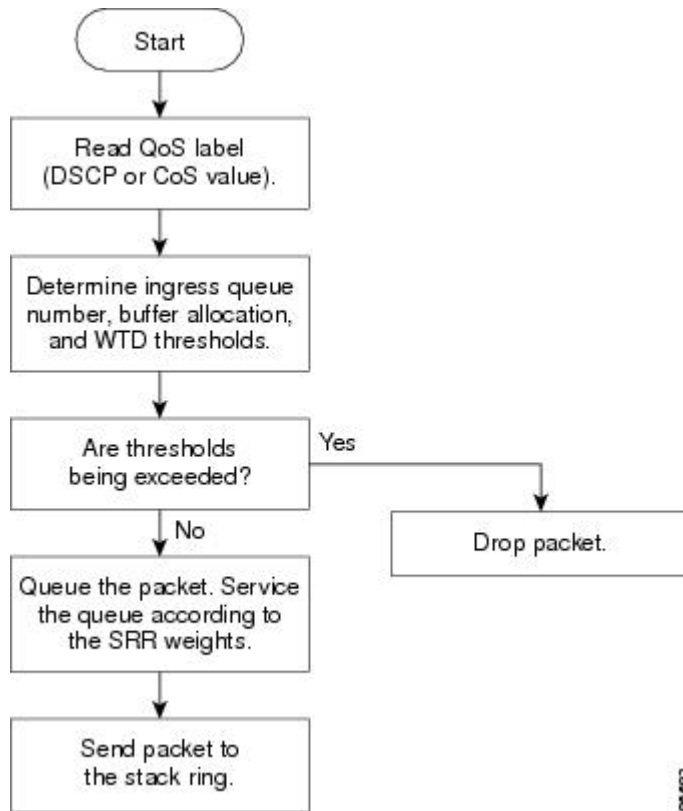 Start
Read QoS label
(DSCP or CoS value).
Determine ingress queue
number, buffer allocation,
and WTD thresholds.
Are thresholds
being exceeded?
Yes
No
Drop packet.
Queue the packet. Service
the queue according to
the SRR weights.
Send packet to
the stack ring.